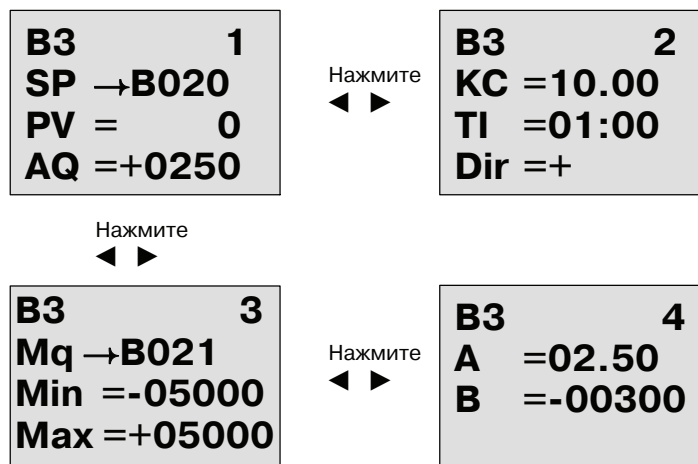 B3 1
SP →B020
PV = 0
AQ =+0250
Нажмите
◄ ►
B3 2
KC =10.00
TI =01:00
Dir =+
Нажмите
◄ ►
B3 3
Mq →B021
Min =-05000
Max =+05000
Нажмите
◄ ►
B3 4
A =02.50
B =-00300